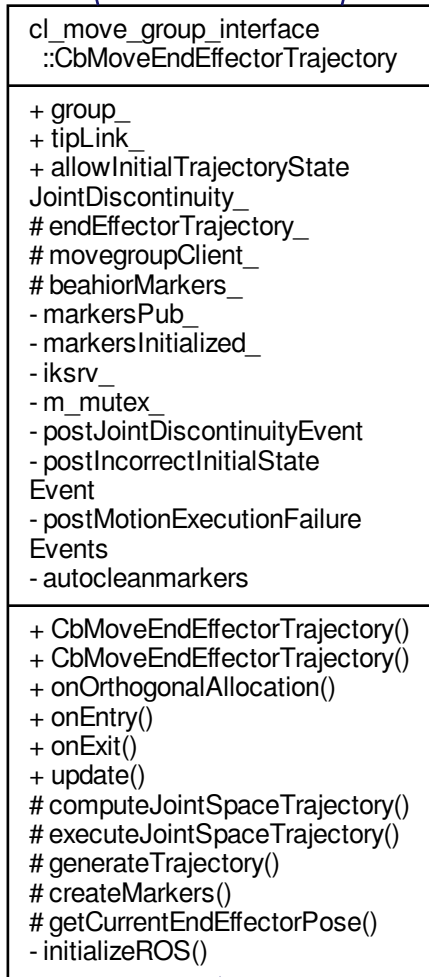 cl_move_group_interface
::CbMoveEndEffectorTrajectory
+ group_
+ tipLink_
+ allowInitialTrajectoryState
JointDiscontinuity_
# endEffectorTrajectory_
# movegroupClient_
# beahiorMarkers_
- markersPub_
- markersInitialized_
- iksrv_
- m_mutex_
- postJointDiscontinuityEvent
- postIncorrectInitialState
Event
- postMotionExecutionFailure
Events
- autocleanmarkers
+ CbMoveEndEffectorTrajectory()
+ CbMoveEndEffectorTrajectory()
+ onOrthogonalAllocation()
+ onEntry()
+ onExit()
+ update()
# computeJointSpaceTrajectory()
# executeJointSpaceTrajectory()
# generateTrajectory()
# createMarkers()
# getCurrentEndEffectorPose()
- initializeROS()